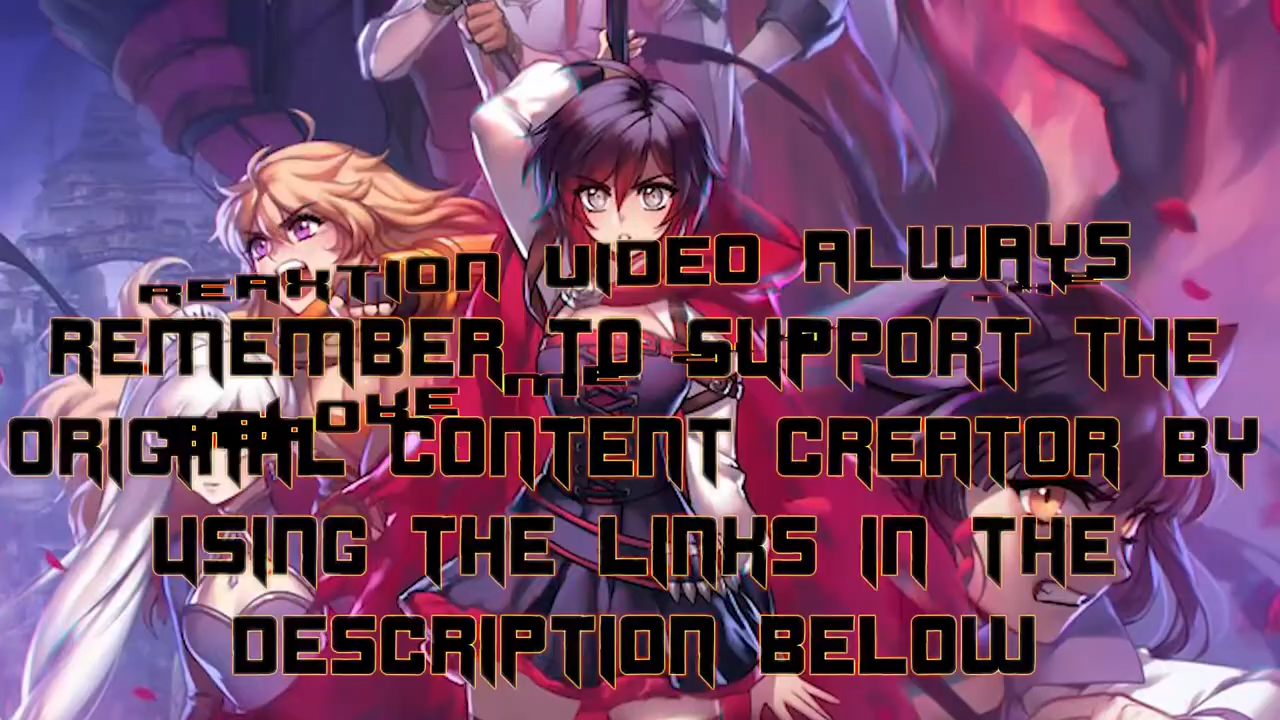 REAXTION VIDEO ALWAYS
REMEMBER TO SUPPORT THE
ORIGINAL CONTENT CREATOR BY
USING THE LINKS IN THE
DESCRIPTION BELOW